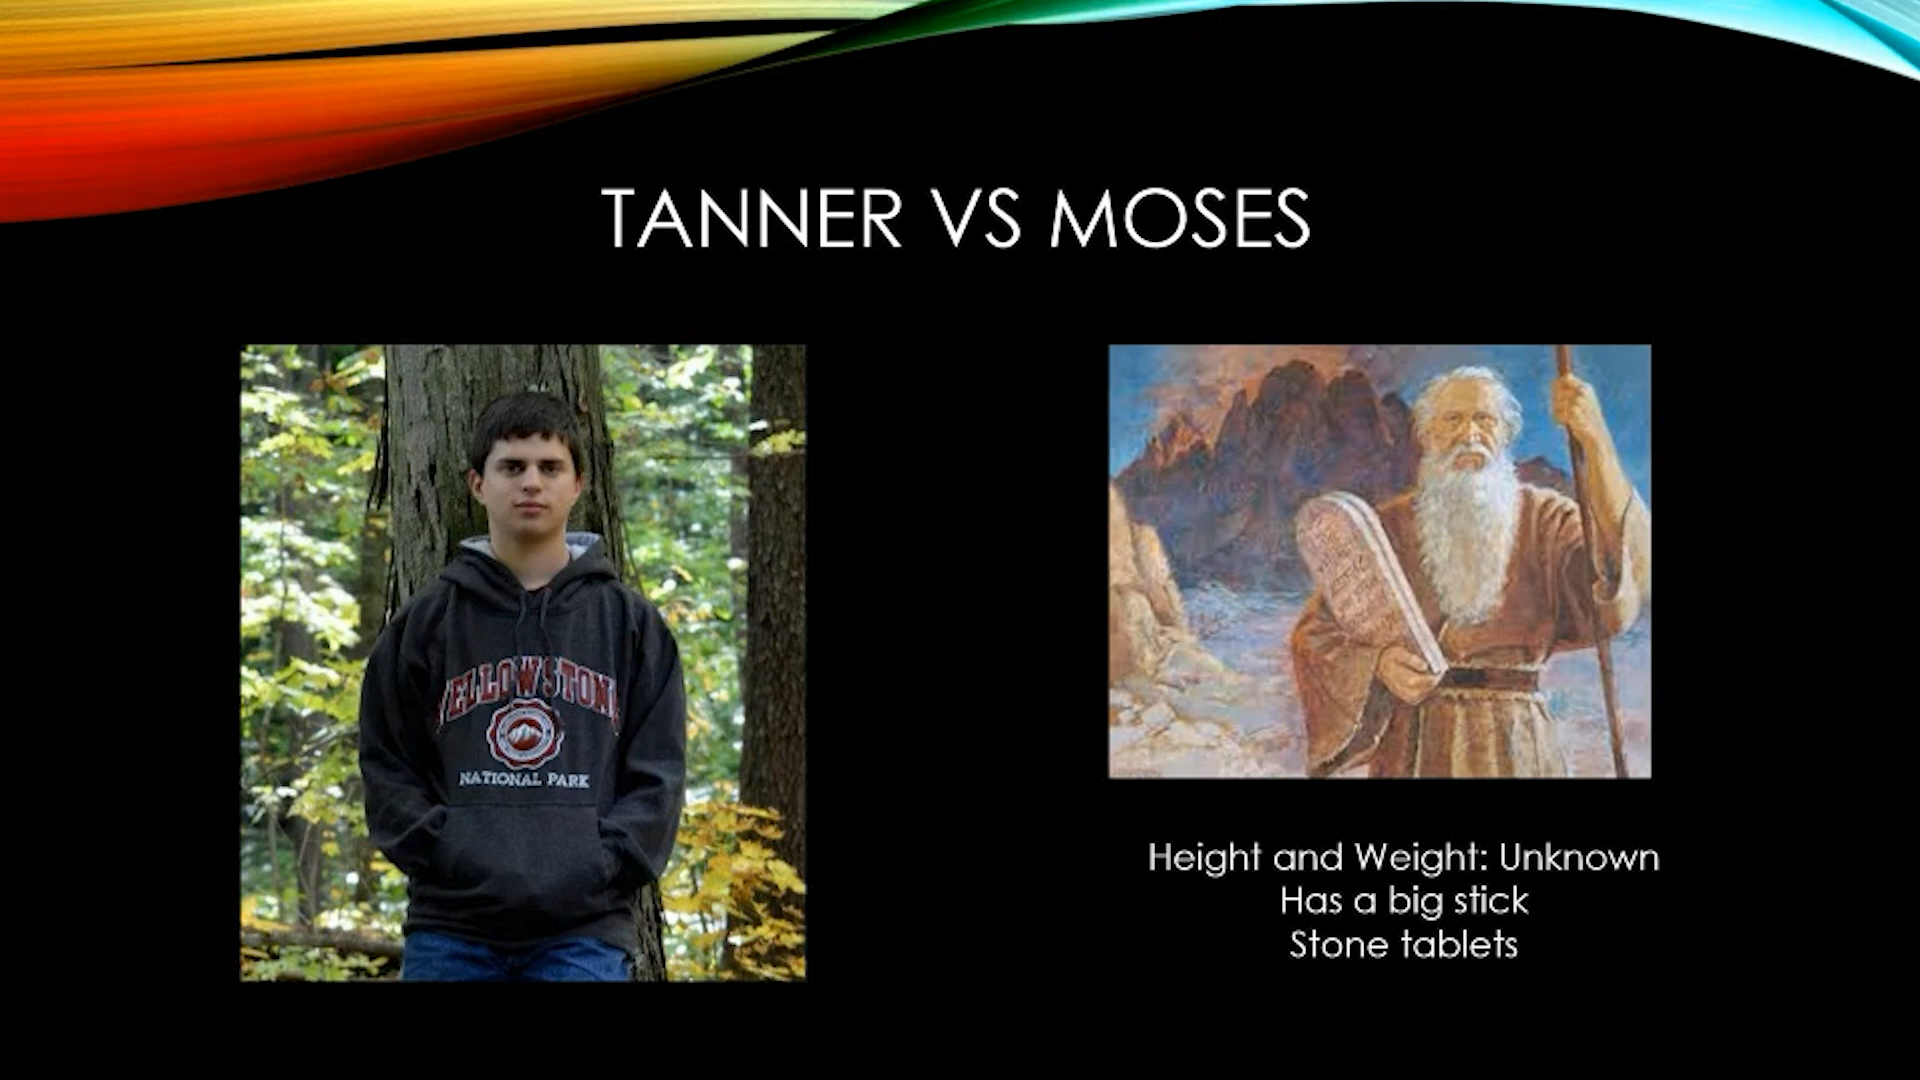 TANNER VS MOSES
YELLOWSTONE
NATIONAL PARK
Height and Weight: Unknown
Has a big stick
Stone tablets